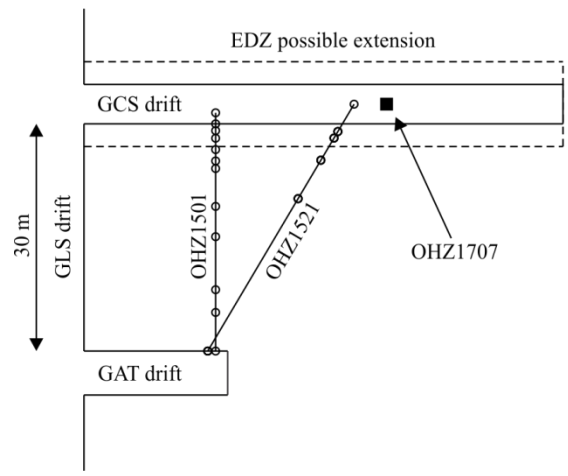 EDZ possible extension
GCS drift
30 m
GLS drift
OHZ1501
OHZ1521
OHZ1707
GAT drift